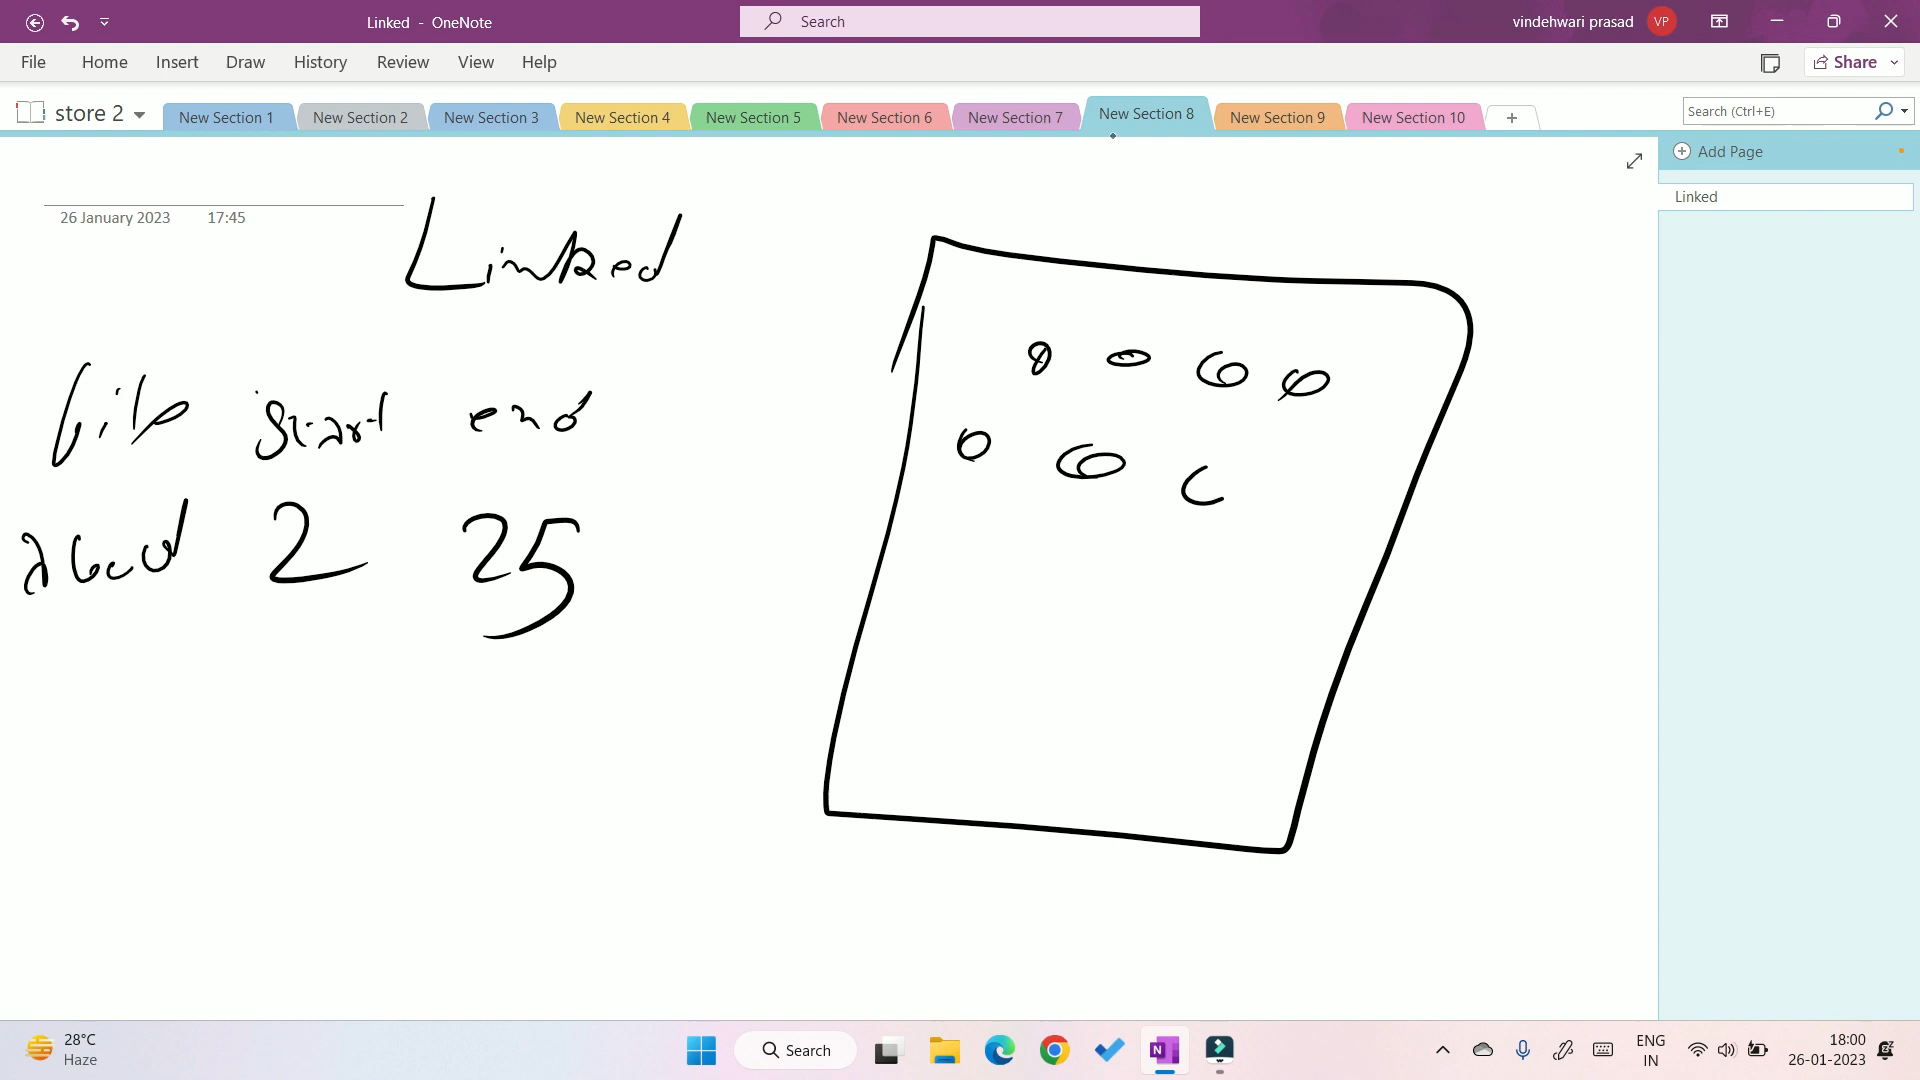 Linked - OneNote
Search
vindehwari prasad
VP
File Home Insert Draw History Review View Help
Share
store 2
New Section 1 New Section 2 New Section 3 New Section 4 New Section 5 New Section 6 New Section 7 New Section 8 New Section 9 New Section 10 +
Search (Ctrl+E)
Add Page
Linked
26 January 2023 17:45
Linked
file start end
abcd 2 25
28°C
Haze
Search
ENG
IN
18:00
26-01-2023